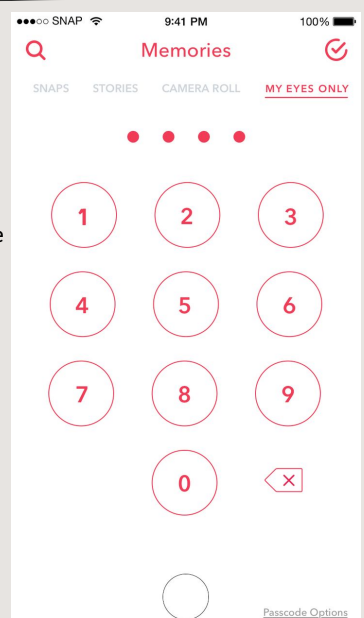 SNAP 9:41 PM 100%
Memories
SNAPS STORIES CAMERA ROLL MY EYES ONLY
1 2 3
4 5 6
e
7 8 9
0
Passcode Options